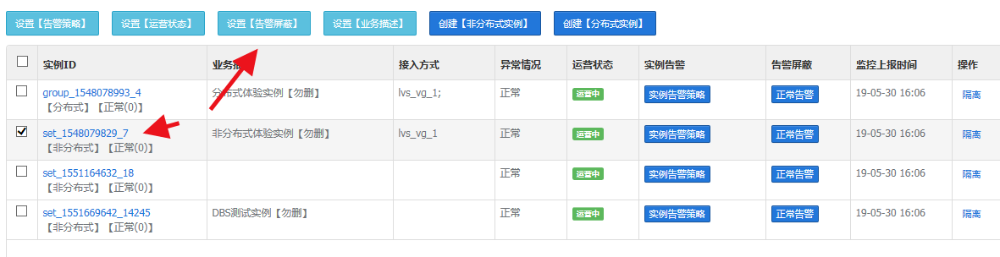 设置【告警策略】 设置【运营状态】 设置【告警屏蔽】 设置【业务描述】 创建【非分布式实例】 创建【分布式实例】
实例ID 业务描 接入方式 异常情况 运营状态 实例告警 告警屏蔽 监控上报时间 操作
group_1548078993_4 分布式体验实例【勿删】 lvs_vg_1; 正常 运营中 实例告警策略 正常告警 19-05-30 16:06 隔离
【分布式】【正常(0)】
set_1548079829_7 非分布式体验实例【勿删】 lvs_vg_1 正常 运营中 实例告警策略 正常告警 19-05-30 16:06 隔离
【非分布式】【正常(0)】
set_1551164632_18 正常 运营中 实例告警策略 正常告警 19-05-30 16:06 隔离
【非分布式】【正常(0)】
set_1551669642_14245 DBS测试实例【勿删】 正常 运营中 实例告警策略 正常告警 19-05-30 16:06 隔离
【非分布式】【正常(0)】